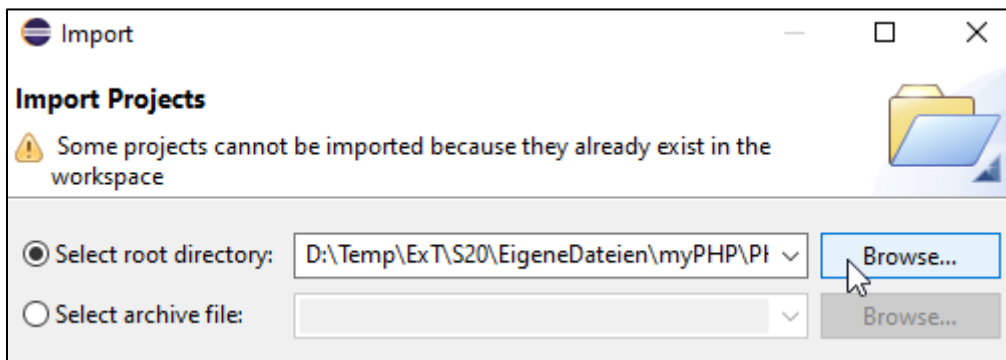 Import
Import Projects
Some projects cannot be imported because they already exist in the
workspace
Select root directory: D:\Temp\ExT\S20\EigeneDateien\myPHP\ Browse...
Select archive file: Browse...